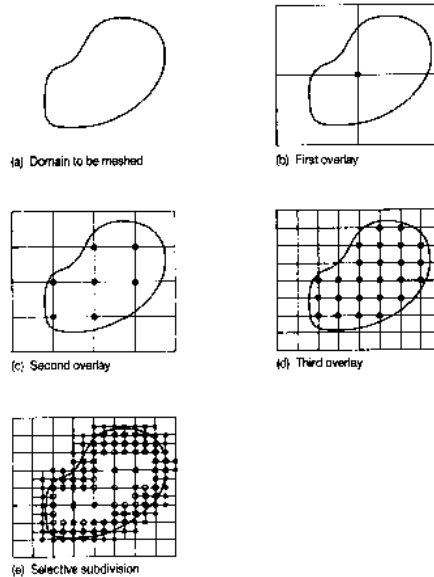 (a) Domain to be meshed
(b) First overlay
(c) Second overlay
(d) Third overlay
(e) Selective subdivision